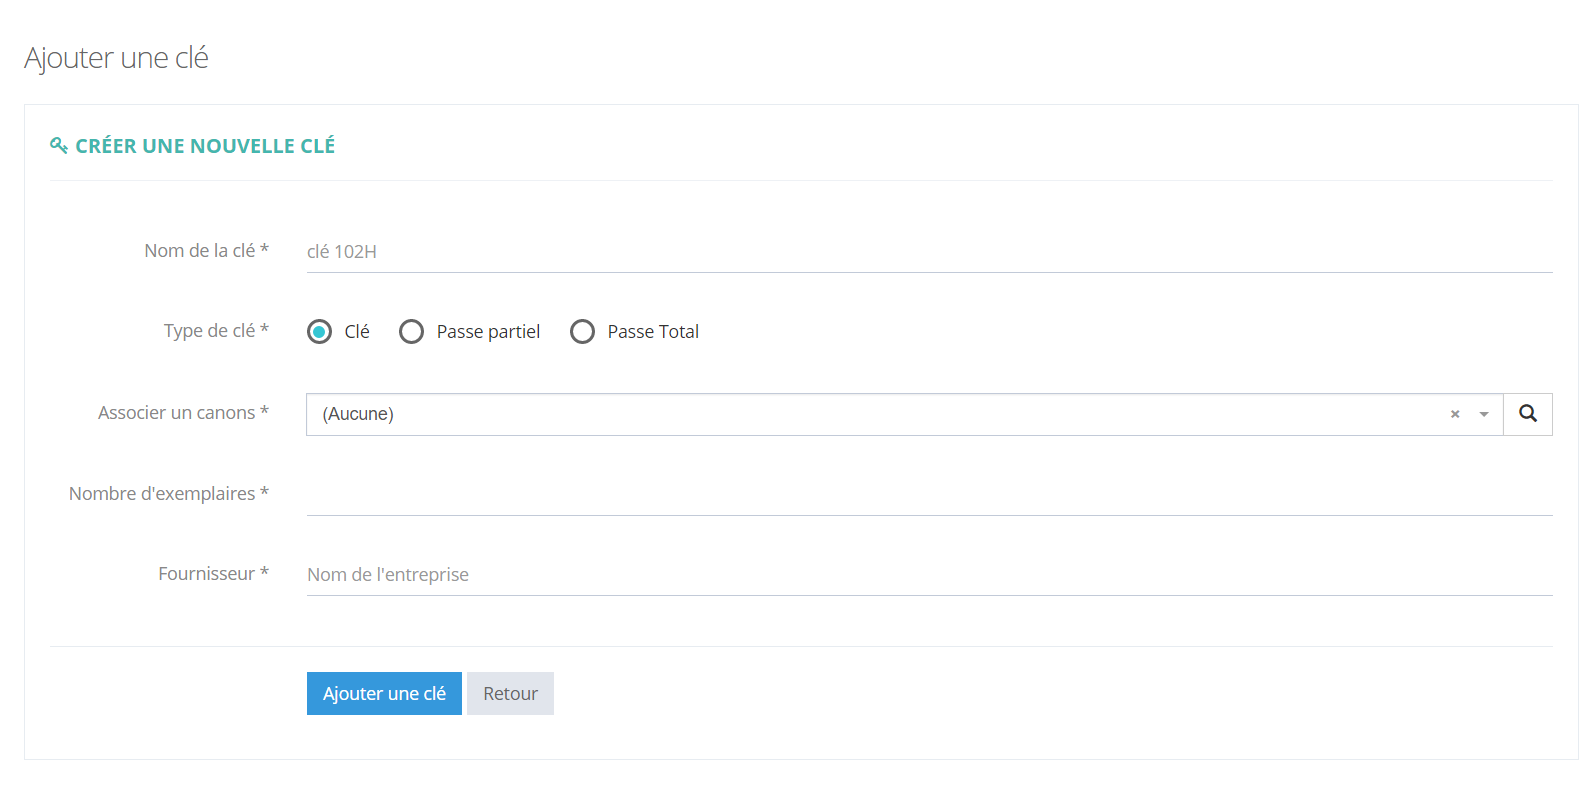 Ajouter une clé
CRÉER UNE NOUVELLE CLÉ
Nom de la clé * clé 102H
Type de clé * Clé Passe partiel Passe Total
Associer un canons * (Aucune) ×
Nombre d'exemplaires *
Fournisseur * Nom de l'entreprise
Ajouter une clé Retour